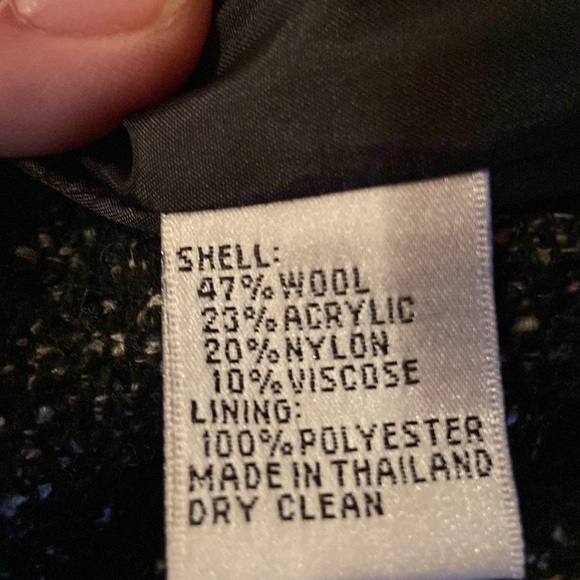 SHELL:
47% WOOL
23% ACRYLIC
20% NYLON
10% VISCOSE
LINING:
100% POLYESTER
MADE IN THAILAND
DRY CLEAN